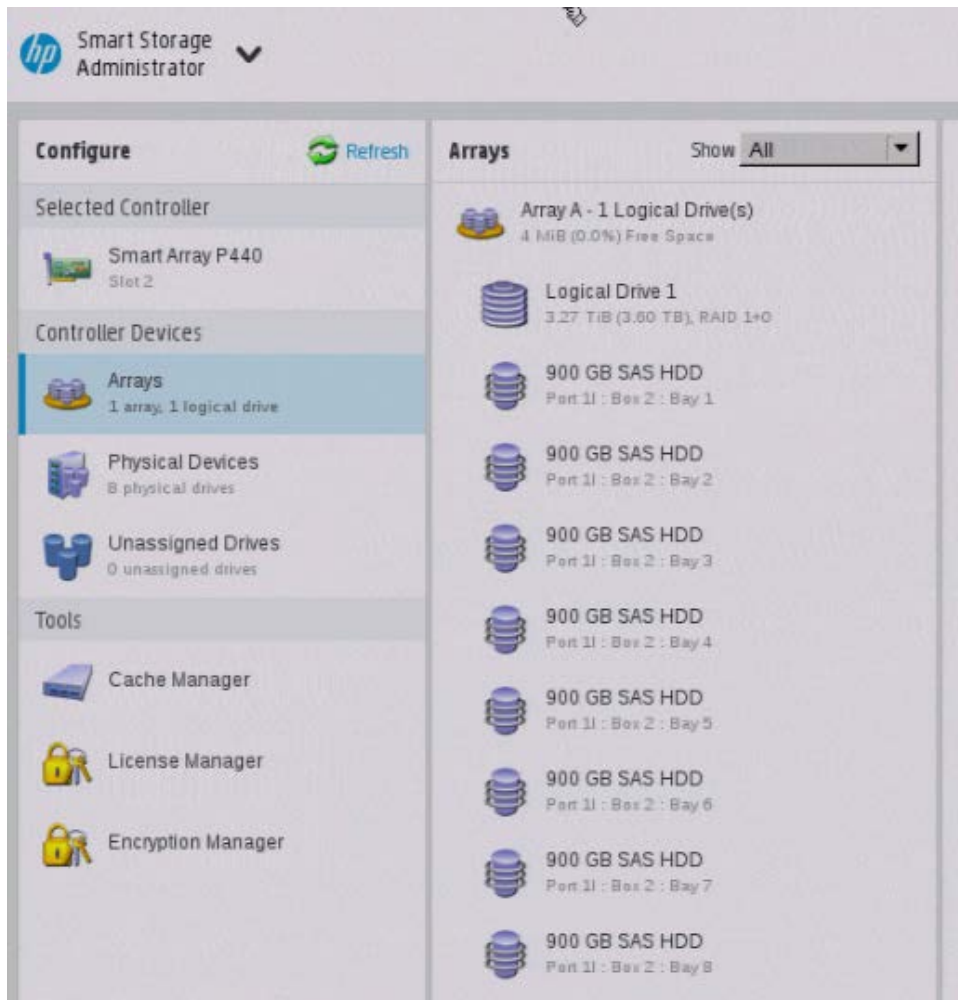 hp
Smart Storage
Administrator
Configure
Refresh
Selected Controller
Smart Array P440
Slot 2
Controller Devices
Arrays
1 array, 1 logical drive
Physical Devices
8 physical drives
Unassigned Drives
0 unassigned drives
Tools
Cache Manager
License Manager
Encryption Manager
Arrays
Show All
Array A - 1 Logical Drive(s)
4 MiB (0.0%) Free Space
Logical Drive 1
3.27 TiB (3.60 TB), RAID 1+0
900 GB SAS HDD
Port 1I : Box 2 : Bay 1
900 GB SAS HDD
Port 1I : Box 2 : Bay 2
900 GB SAS HDD
Port 1I : Box 2 : Bay 3
900 GB SAS HDD
Port 1I : Box 2 : Bay 4
900 GB SAS HDD
Port 1I : Box 2 : Bay 5
900 GB SAS HDD
Port 1I : Box 2 : Bay 6
900 GB SAS HDD
Port 1I : Box 2 : Bay 7
900 GB SAS HDD
Port 1I : Box 2 : Bay 8